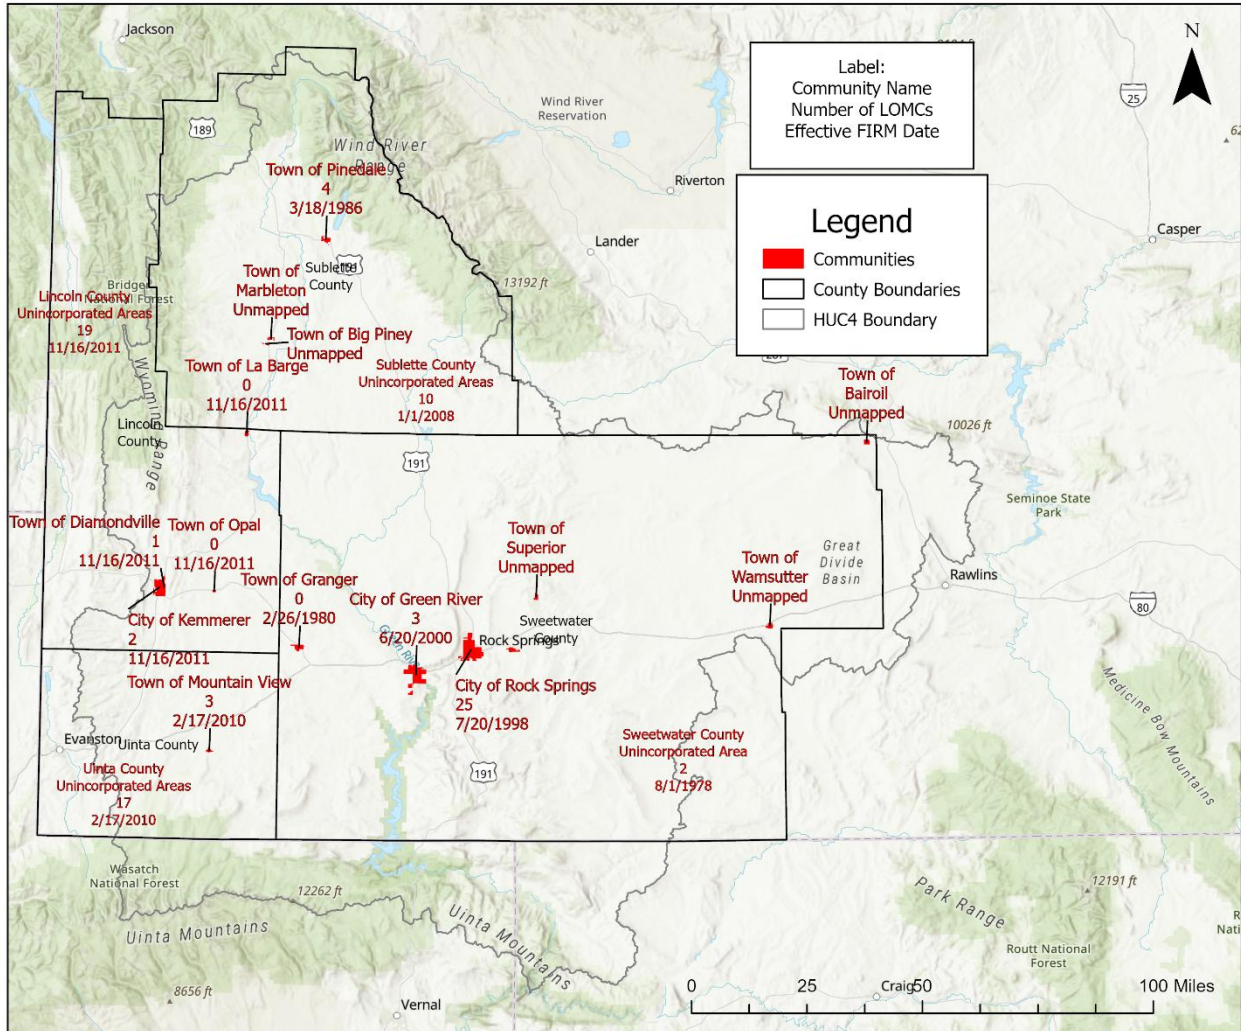 Jackson
N
Label:
Community Name
Number of LOMCs
Effective FIRM Date
25
189
Wind River
Reservation
Wind River
Range
Town of Pinedale
4
3/18/1986
Riverton
Legend
Communities
County Boundaries
HUC4 Boundary
Casper
Lander
Sublette
County
191
13192 ft
Town of
Marbleton
Unmapped
Bridger
National Forest
Lincoln County
Unincorporated Areas
19
11/16/2011
Town of Big Piney
Unmapped
Wyoming Range
Town of La Barge
0
11/16/2011
Sublette County
Unincorporated Areas
10
1/1/2008
287
Town of
Bairoil
Unmapped
10026 ft
Lincoln
County
191
Seminoe State
Park
Town of Diamondville
1
11/16/2011
Town of Opal
0
11/16/2011
Town of
Superior
Unmapped
Great
Divide
Basin
Town of
Wamsutter
Unmapped
Rawlins
80
Town of Granger
0
2/26/1980
City of Green River
3
6/20/2000
Green River
Rock Springs
Sweetwater
County
City of Kemmerer
2
11/16/2011
City of Rock Springs
25
7/20/1998
Town of Mountain View
3
2/17/2010
Evanston
Uinta County
Uinta County
Unincorporated Areas
17
2/17/2010
191
Sweetwater County
Unincorporated Area
2
8/1/1978
Medicine Bow Mountains
Wasatch
National Forest
12262 ft
Uinta Mountains
Uinta Mountains
Park Range
12191 ft
Routt National
Forest
8656 ft
Vernal
Craig
0 25 50 100 Miles